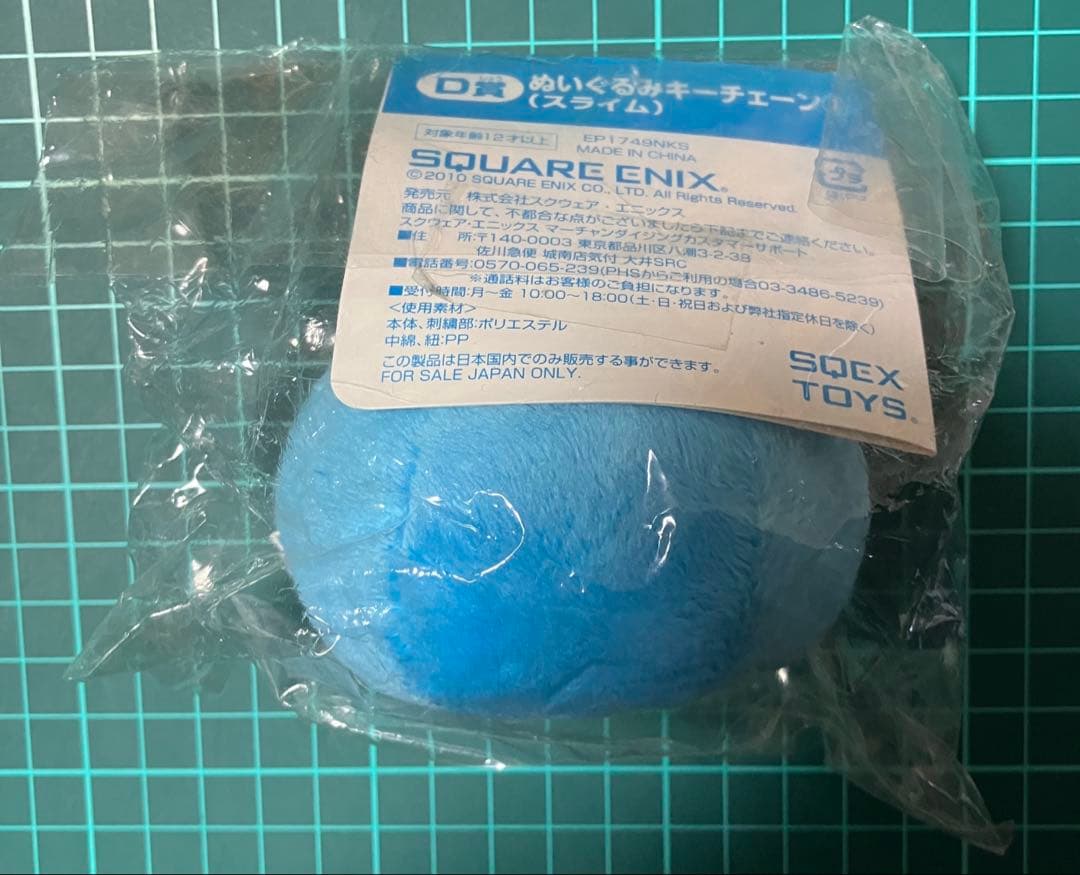 D賞 ぬいぐるみキーチェーン
(スライム)
対象年齢12才以上
EP1749NKS
MADE IN CHINA
SQUARE ENIX®
©2010 SQUARE ENIX CO., LTD. All Rights Reserved.
発売元 株式会社スクウェア・エニックス
商品に関して、不都合な点がございましたら下記までご連絡ください。
スクウェア・エニックス マーチャンダイジングカスタマーサポート
■住 所:〒140-0003 東京都品川区八潮3-2-39
佐川急便 城南店気付 大井SRC
■電話番号:0570-065-239(PHSからご利用の場合03-3486-5239)
※通話料はお客様のご負担になります。
■受付時間:月〜金 10:00〜18:00(土・日・祝日および弊社指定休日を除く)
<使用素材>
本体、刺繍部:ポリエステル
中綿、紐:PP
この製品は日本国内でのみ販売する事ができます。
FOR SALE JAPAN ONLY.
SQEX
TOYS®